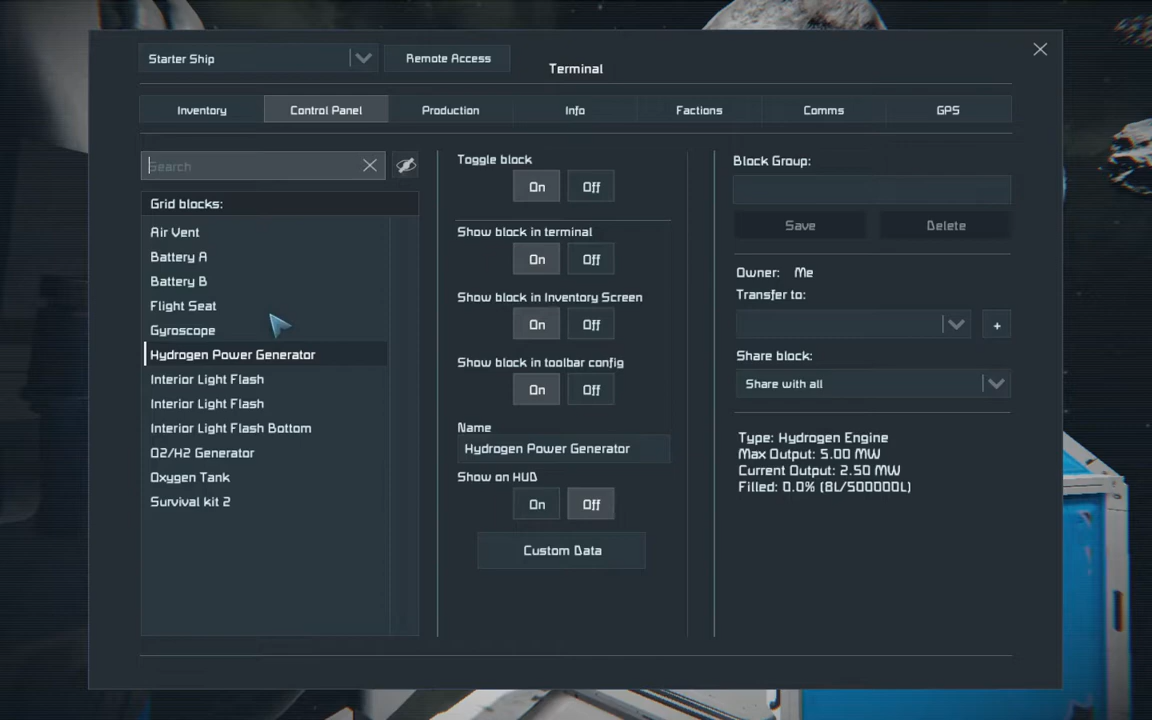 Starter Ship
Remote Access
Terminal
Inventory
Control Panel
Production
Info
Factions
Comms
GPS
Search
Grid blocks:
Air Vent
Battery A
Battery B
Flight Seat
Gyroscope
Hydrogen Power Generator
Interior Light Flash
Interior Light Flash
Interior Light Flash Bottom
O2/H2 Generator
Oxygen Tank
Survival kit 2
Toggle block
On Off
Show block in terminal
On Off
Show block in Inventory Screen
On Off
Show block in toolbar config
On Off
Name
Hydrogen Power Generator
Show on HUD
On Off
Custom Data
Block Group:
Save Delete
Owner: Me
Transfer to:
+
Share block:
Share with all
Type: Hydrogen Engine
Max Output: 5.00 MW
Current Output: 2.50 MW
Filled: 0.0% (8L/500000L)